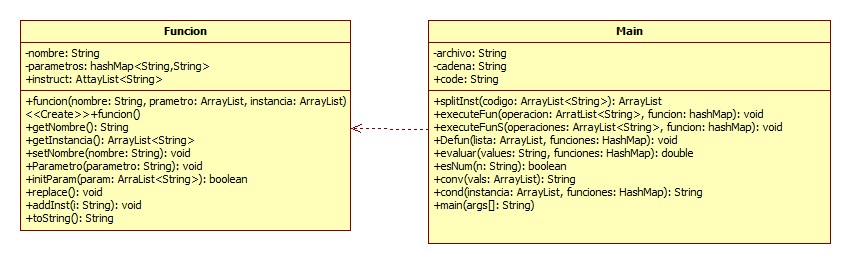 Funcion
-nombre: String
-parametros: hashMap<String,String>
+instruct: AttayList<String>
+funcion(nombre: String, prametro: ArrayList, instancia: ArrayList)
<<Create>>+funcion()
+getNombre(): String
+getInstancia(): ArrayList<String>
+setNombre(nombre: String): void
+Parametro(parametro: String): void
+initParam(param: ArraList<String>): boolean
+replace(): void
+addInst(i: String): void
+toString(): String
Main
-archivo: String
-cadena: String
+code: String
+splitInst(codigo: ArrayList<String>): ArrayList
+executeFun(operacion: ArratList<String>, funcion: hashMap): void
+executeFunS(operaciones: ArrayList<String>, funcion: hashMap): void
+Defun(lista: ArrayList, funciones: HashMap): void
+evaluar(values: String, funciones: HashMap): double
+esNum(n: String): boolean
+conv(vals: ArrayList): String
+cond(instancia: ArrayList, funciones: HashMap): String
+main(args[]: String)